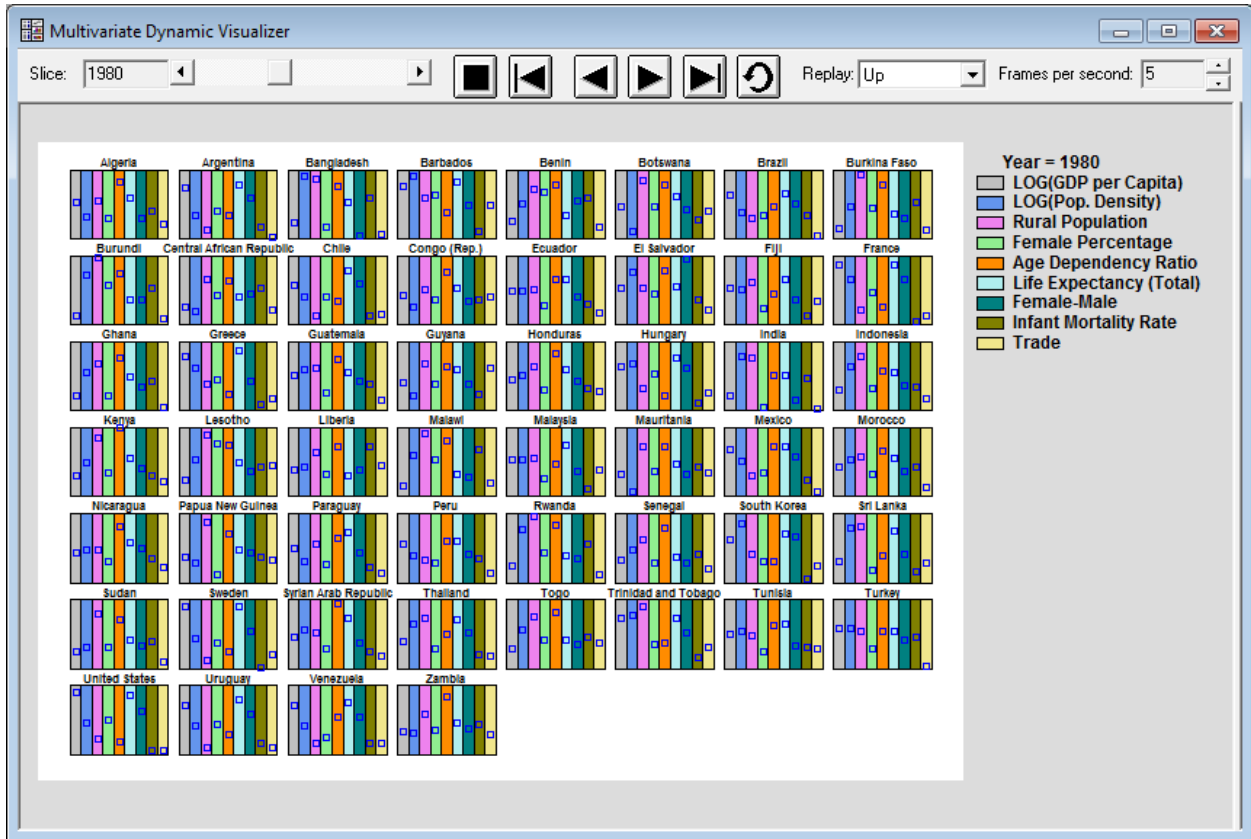 Multivariate Dynamic Visualizer
Slice: 1980 Replay: Up Frames per second: 5
Algeria Argentina Bangladesh Barbados Benin Botswana Brazil Burkina Faso
Burundi Central African Republic Chile Congo (Rep.) Ecuador El Salvador Fiji France
Ghana Greece Guatemala Guyana Honduras Hungary India Indonesia
Kenya Lesotho Liberia Malawi Malaysia Mauritania Mexico Morocco
Nicaragua Papua New Guinea Paraguay Peru Rwanda Senegal South Korea Sri Lanka
Sudan Sweden Syrian Arab Republic Thailand Togo Trinidad and Tobago Tunisia Turkey
United States Uruguay Venezuela Zambia
Year = 1980
LOG(GDP per Capita)
LOG(Pop. Density)
Rural Population
Female Percentage
Age Dependency Ratio
Life Expectancy (Total)
Female-Male
Infant Mortality Rate
Trade